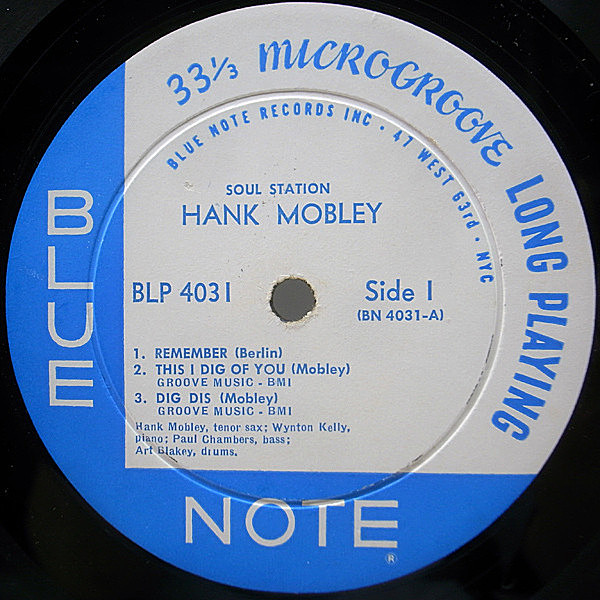 33 1/3 MICROGROOVE LONG PLAYING
BLUE NOTE RECORDS INC · 47 WEST 63rd · NYC
SOUL STATION
HANK MOBLEY
BLP 4031
Side 1
(BN 4031-A)
1. REMEMBER (Berlin)
2. THIS I DIG OF YOU (Mobley)
GROOVE MUSIC - BMI
3. DIG DIS (Mobley)
GROOVE MUSIC - BMI
Hank Mobley, tenor sax; Wynton Kelly,
piano; Paul Chambers, bass;
Art Blakey, drums.
BLUE
NOTE ®